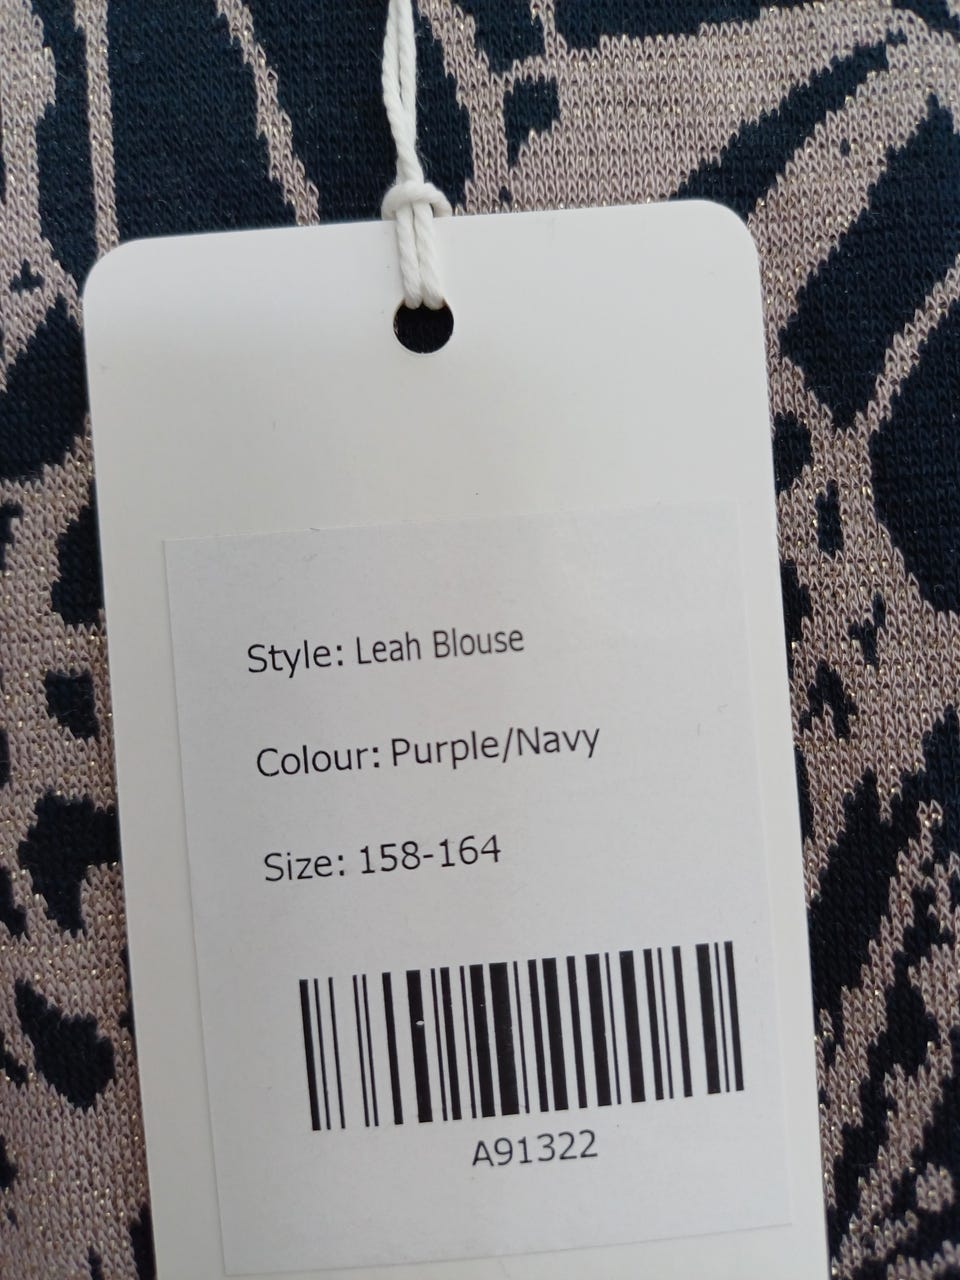 Style: Leah Blouse
Colour: Purple/Navy
Size: 158-164
A91322